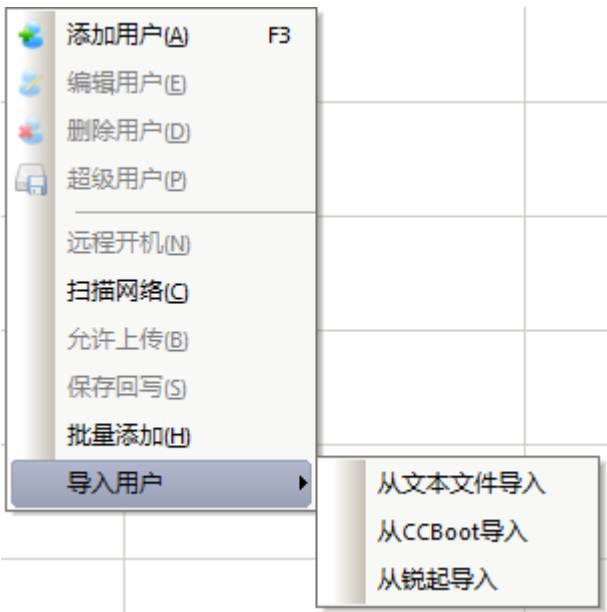 添加用户(A) F3
编辑用户(E)
删除用户(D)
超级用户(P)
远程开机(N)
扫描网络(C)
允许上传(B)
保存回写(S)
批量添加(H)
导入用户
从文本文件导入
从CCBoot导入
从锐起导入